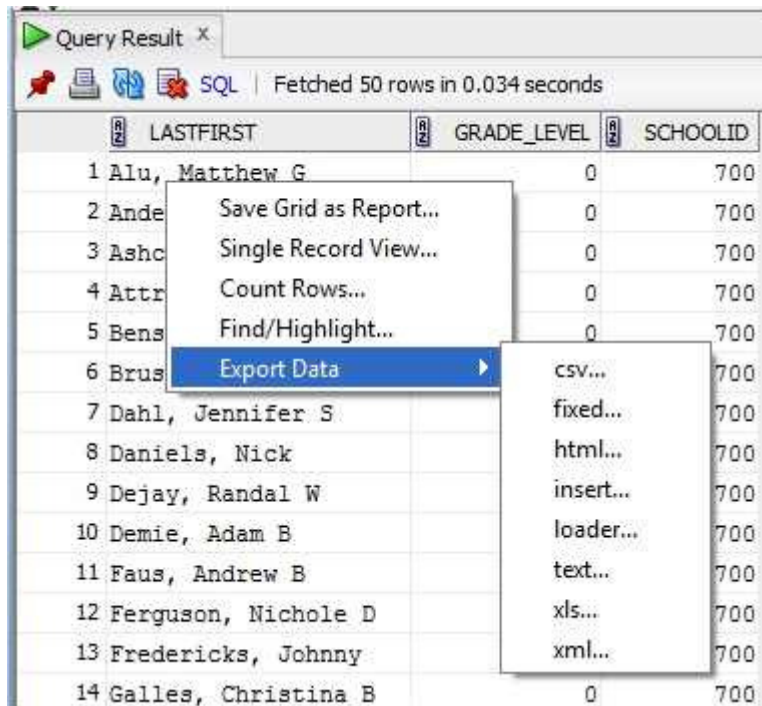 Query Result x
SQL | Fetched 50 rows in 0.034 seconds
LASTFIRST GRADE_LEVEL SCHOOLID
1 Alu, Matthew G 0 700
2 Ande 0 700
3 Ashc 0 700
4 Attr 0 700
5 Bens 0 700
6 Brus 700
7 Dahl, Jennifer S 700
8 Daniels, Nick 700
9 Dejay, Randal W 700
10 Demie, Adam B 700
11 Faus, Andrew B 700
12 Ferguson, Nichole D 700
13 Fredericks, Johnny 700
14 Galles, Christina B 0 700
Save Grid as Report...
Single Record View...
Count Rows...
Find/Highlight...
Export Data
csv...
fixed...
html...
insert...
loader...
text...
xls...
xml...